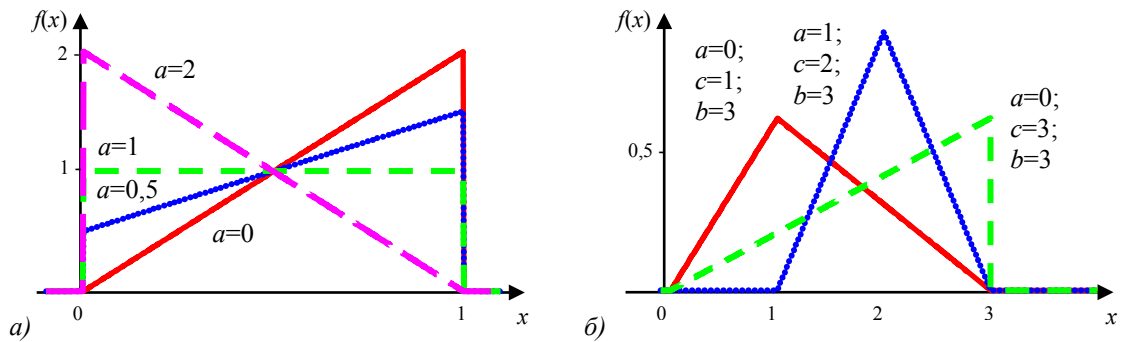 f(x)
2
a=2
a=1
1
a=0,5
a=0
0
1
x
а)
f(x)
a=0;
c=1;
b=3
a=1;
c=2;
b=3
a=0;
c=3;
b=3
0,5
0
1
2
3
x
б)